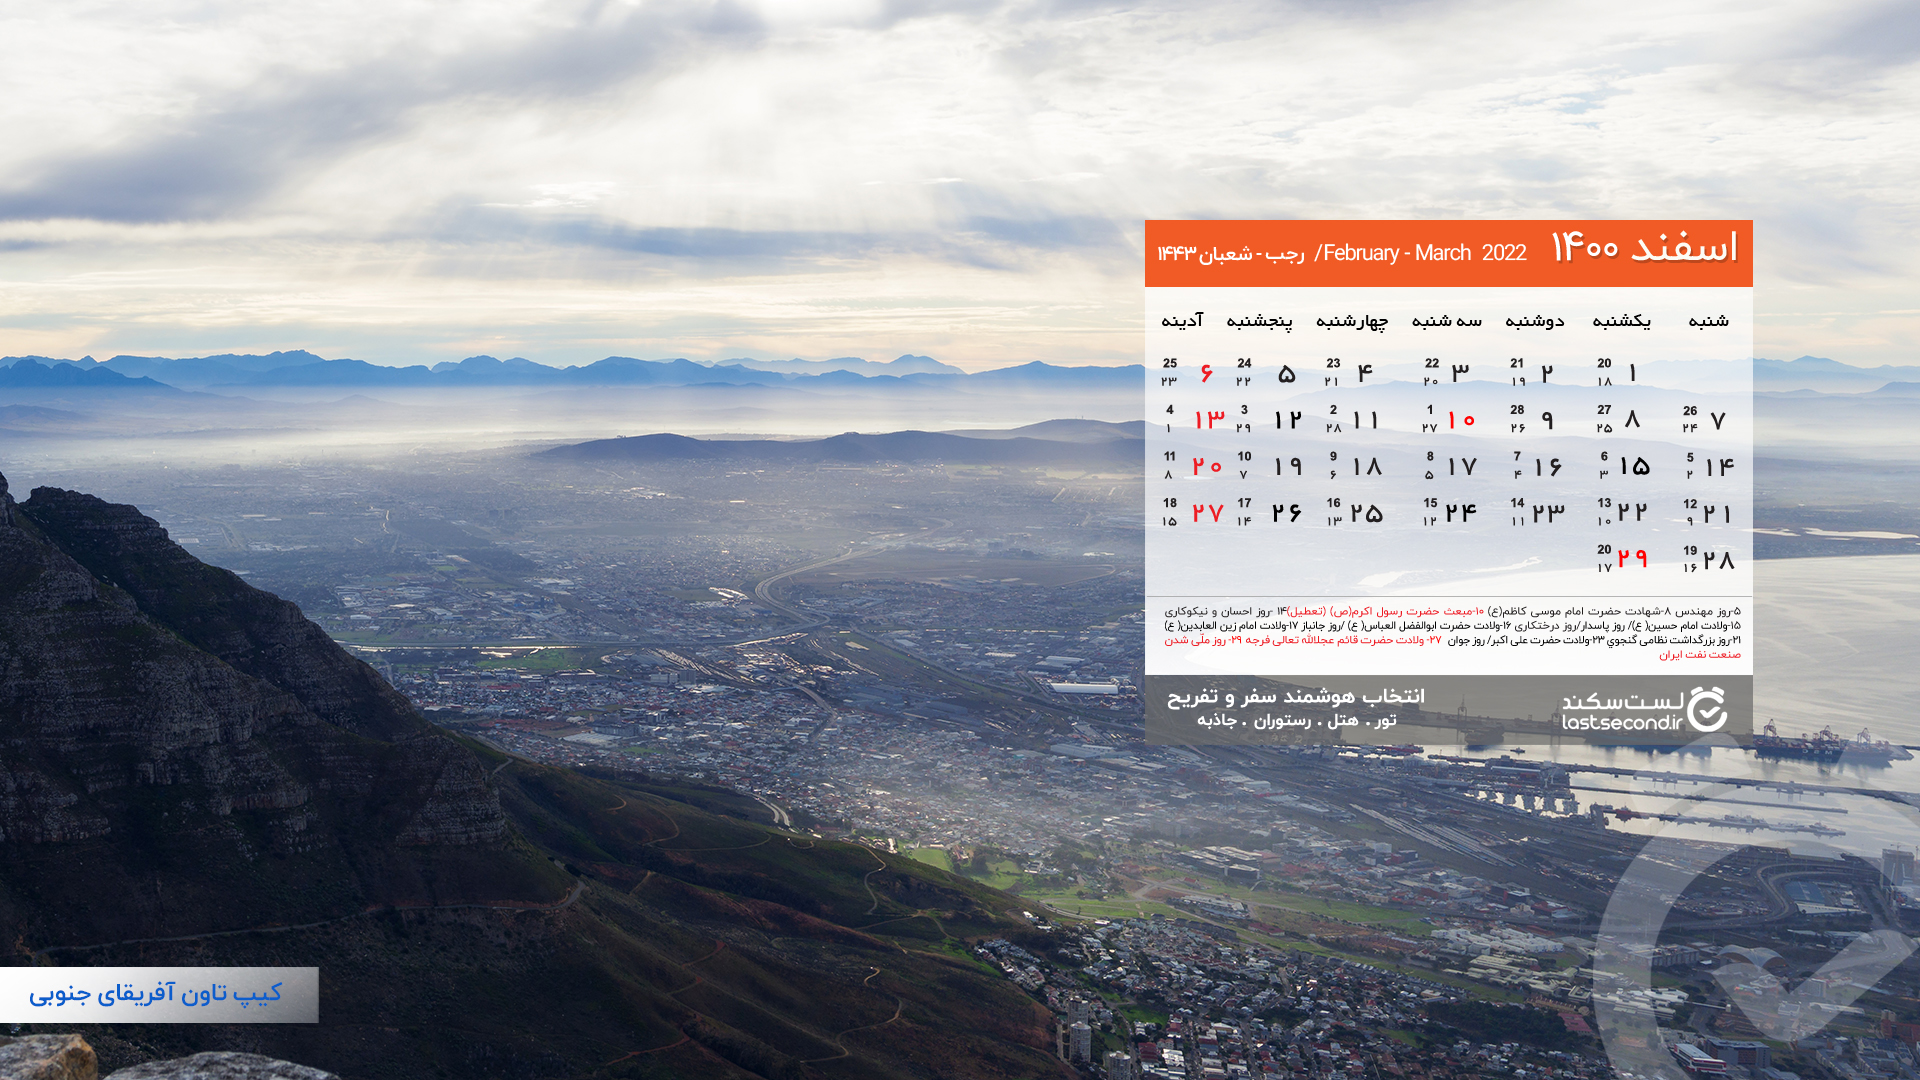 اسفند ۱۴۰۰ February - March 2022 / رجب - شعبان ۱۴۴۳
شنبه یکشنبه دوشنبه سه شنبه چهارشنبه پنجشنبه آدینه
۱ 20 ۱۸ ۲ 21 ۱۹ ۳ 22 ۲۰ ۴ 23 ۲۱ ۵ 24 ۲۲ ۶ 25 ۲۳
۷ 26 ۲۴ ۸ 27 ۲۵ ۹ 28 ۲۶ ۱۰ 1 ۲۷ ۱۱ 2 ۲۸ ۱۲ 3 ۲۹ ۱۳ 4 ۱
۱۴ 5 ۲ ۱۵ 6 ۳ ۱۶ 7 ۴ ۱۷ 8 ۵ ۱۸ 9 ۶ ۱۹ 10 ۷ ۲۰ 11 ۸
۲۱ 12 ۹ ۲۲ 13 ۱۰ ۲۳ 14 ۱۱ ۲۴ 15 ۱۲ ۲۵ 16 ۱۳ ۲۶ 17 ۱۴ ۲۷ 18 ۱۵
۲۸ 19 ۱۶ ۲۹ 20 ۱۷
۵-روز مهندس ۸-شهادت حضرت امام موسی کاظم(ع) ۱۰-مبعث حضرت رسول اکرم(ص) (تعطیل)۱۴ -روز احسان و نیکوکاری
۱۵-ولادت امام حسین( ع)/ روز پاسدار/روز درختکاری ۱۶-ولادت حضرت ابوالفضل العباس( ع) /روز جانباز ۱۷-ولادت امام زین العابدین( ع)
۲۱-روز بزرگداشت نظامی گنجوي ۲۳-ولادت حضرت علی اکبر/ روز جوان ۲۷- ولادت حضرت قائم عجلالله تعالی فرجه ۲۹- روز ملّی شدن
صنعت نفت ایران
لست‌سکند
lastsecond.ir
انتخاب هوشمند سفر و تفریح
تور . هتل . رستوران . جاذبه
کیپ تاون آفریقای جنوبی